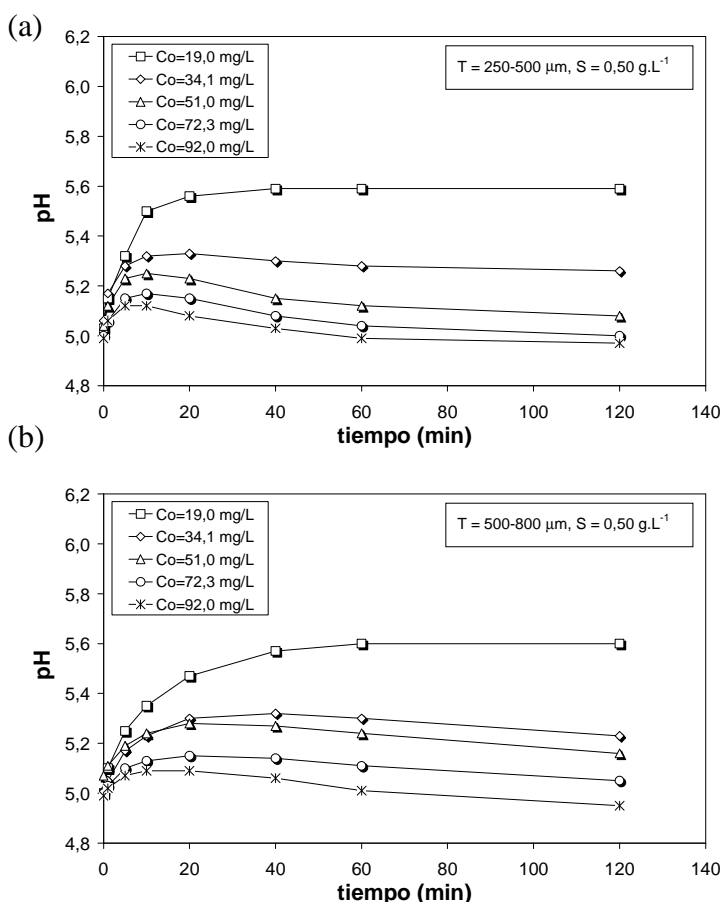 (a)
6,2
6,0
5,8
5,6
5,4
5,2
5,0
4,8
pH
Co=19,0 mg/L
Co=34,1 mg/L
Co=51,0 mg/L
Co=72,3 mg/L
Co=92,0 mg/L
T = 250-500 µm, S = 0,50 g.L-1
0 20 40 60 80 100 120 140
tiempo (min)
(b)
6,2
6,0
5,8
5,6
5,4
5,2
5,0
4,8
pH
Co=19,0 mg/L
Co=34,1 mg/L
Co=51,0 mg/L
Co=72,3 mg/L
Co=92,0 mg/L
T = 500-800 µm, S = 0,50 g.L-1
0 20 40 60 80 100 120 140
tiempo (min)